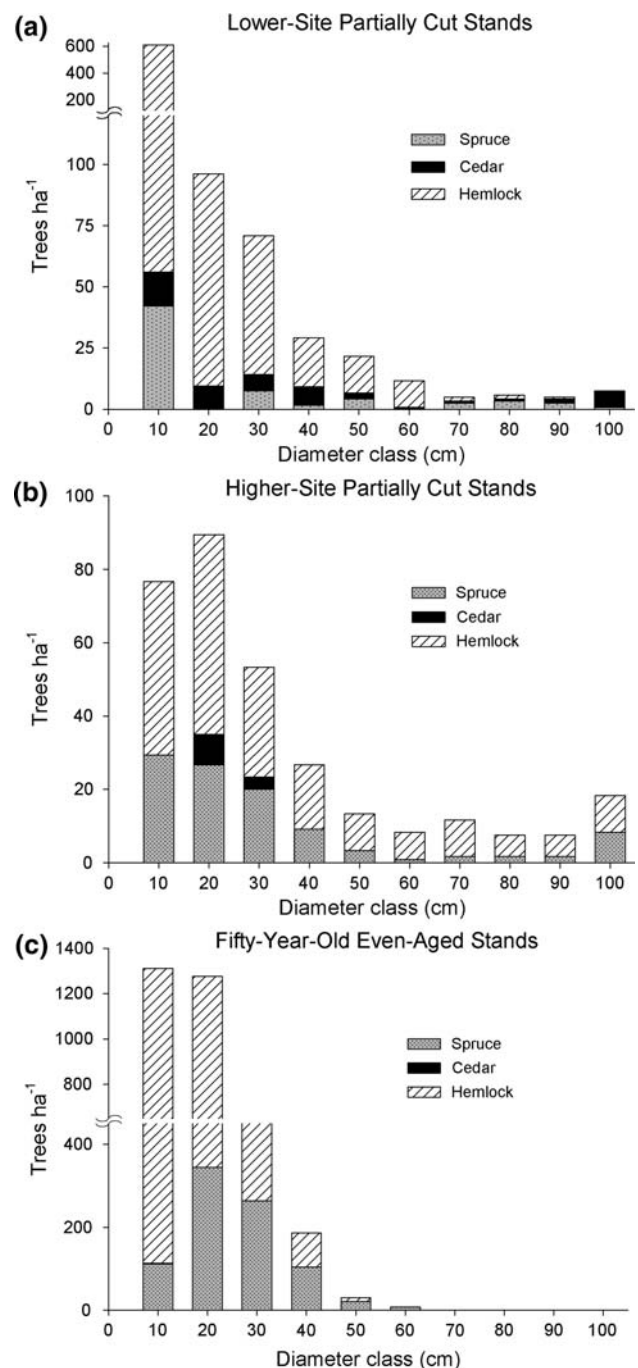 (a) Lower-Site Partially Cut Stands
600
400
200
100
75
50
25
0
Trees ha-1
Spruce
Cedar
Hemlock
0 10 20 30 40 50 60 70 80 90 100
Diameter class (cm)
(b) Higher-Site Partially Cut Stands
100
80
60
40
20
0
Trees ha-1
Spruce
Cedar
Hemlock
0 10 20 30 40 50 60 70 80 90 100
Diameter class (cm)
(c) Fifty-Year-Old Even-Aged Stands
1400
1200
1000
800
400
200
0
Trees ha-1
Spruce
Cedar
Hemlock
0 10 20 30 40 50 60 70 80 90 100
Diameter class (cm)